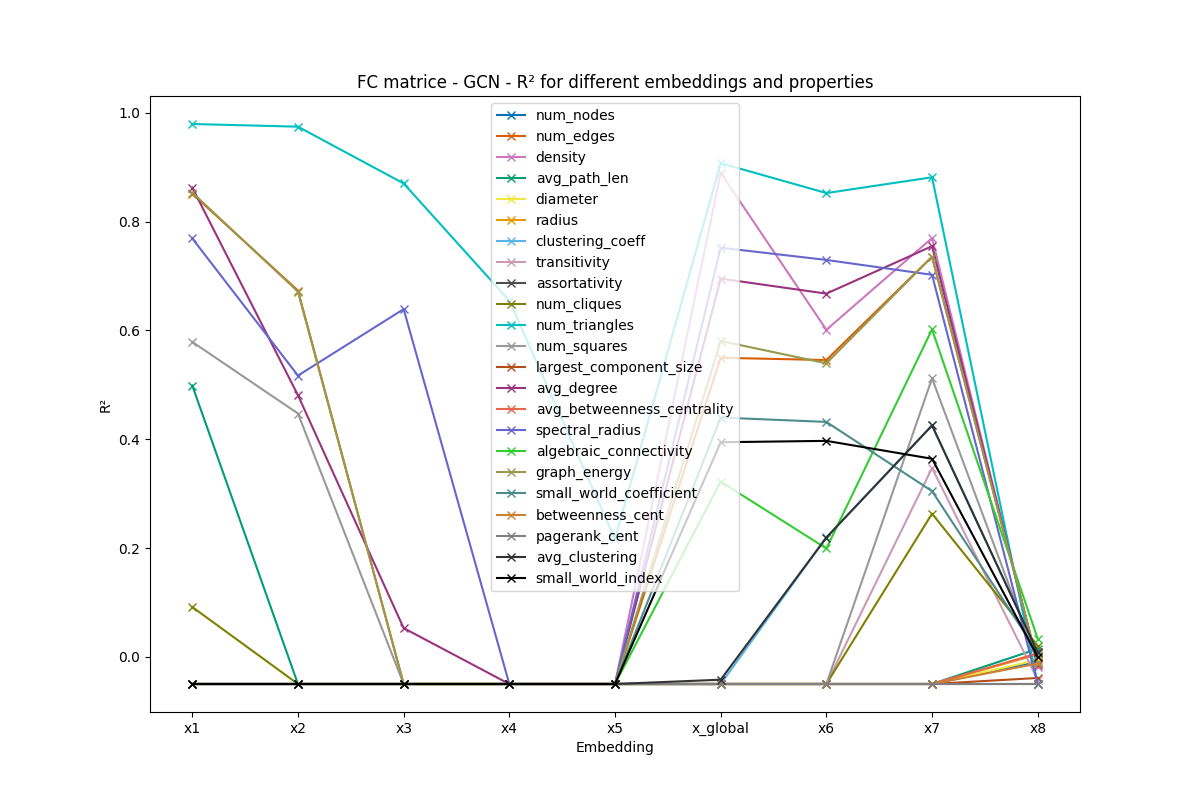 FC matrice - GCN - R² for different embeddings and properties
1.0
0.8
0.6
0.4
0.2
0.0
R²
num_nodes
num_edges
density
avg_path_len
diameter
radius
clustering_coeff
transitivity
assortativity
num_cliques
num_triangles
num_squares
largest_component_size
avg_degree
avg_betweenness_centrality
spectral_radius
algebraic_connectivity
graph_energy
small_world_coefficient
betweenness_cent
pagerank_cent
avg_clustering
small_world_index
x1 x2 x3 x4 x5 x_global x6 x7 x8
Embedding